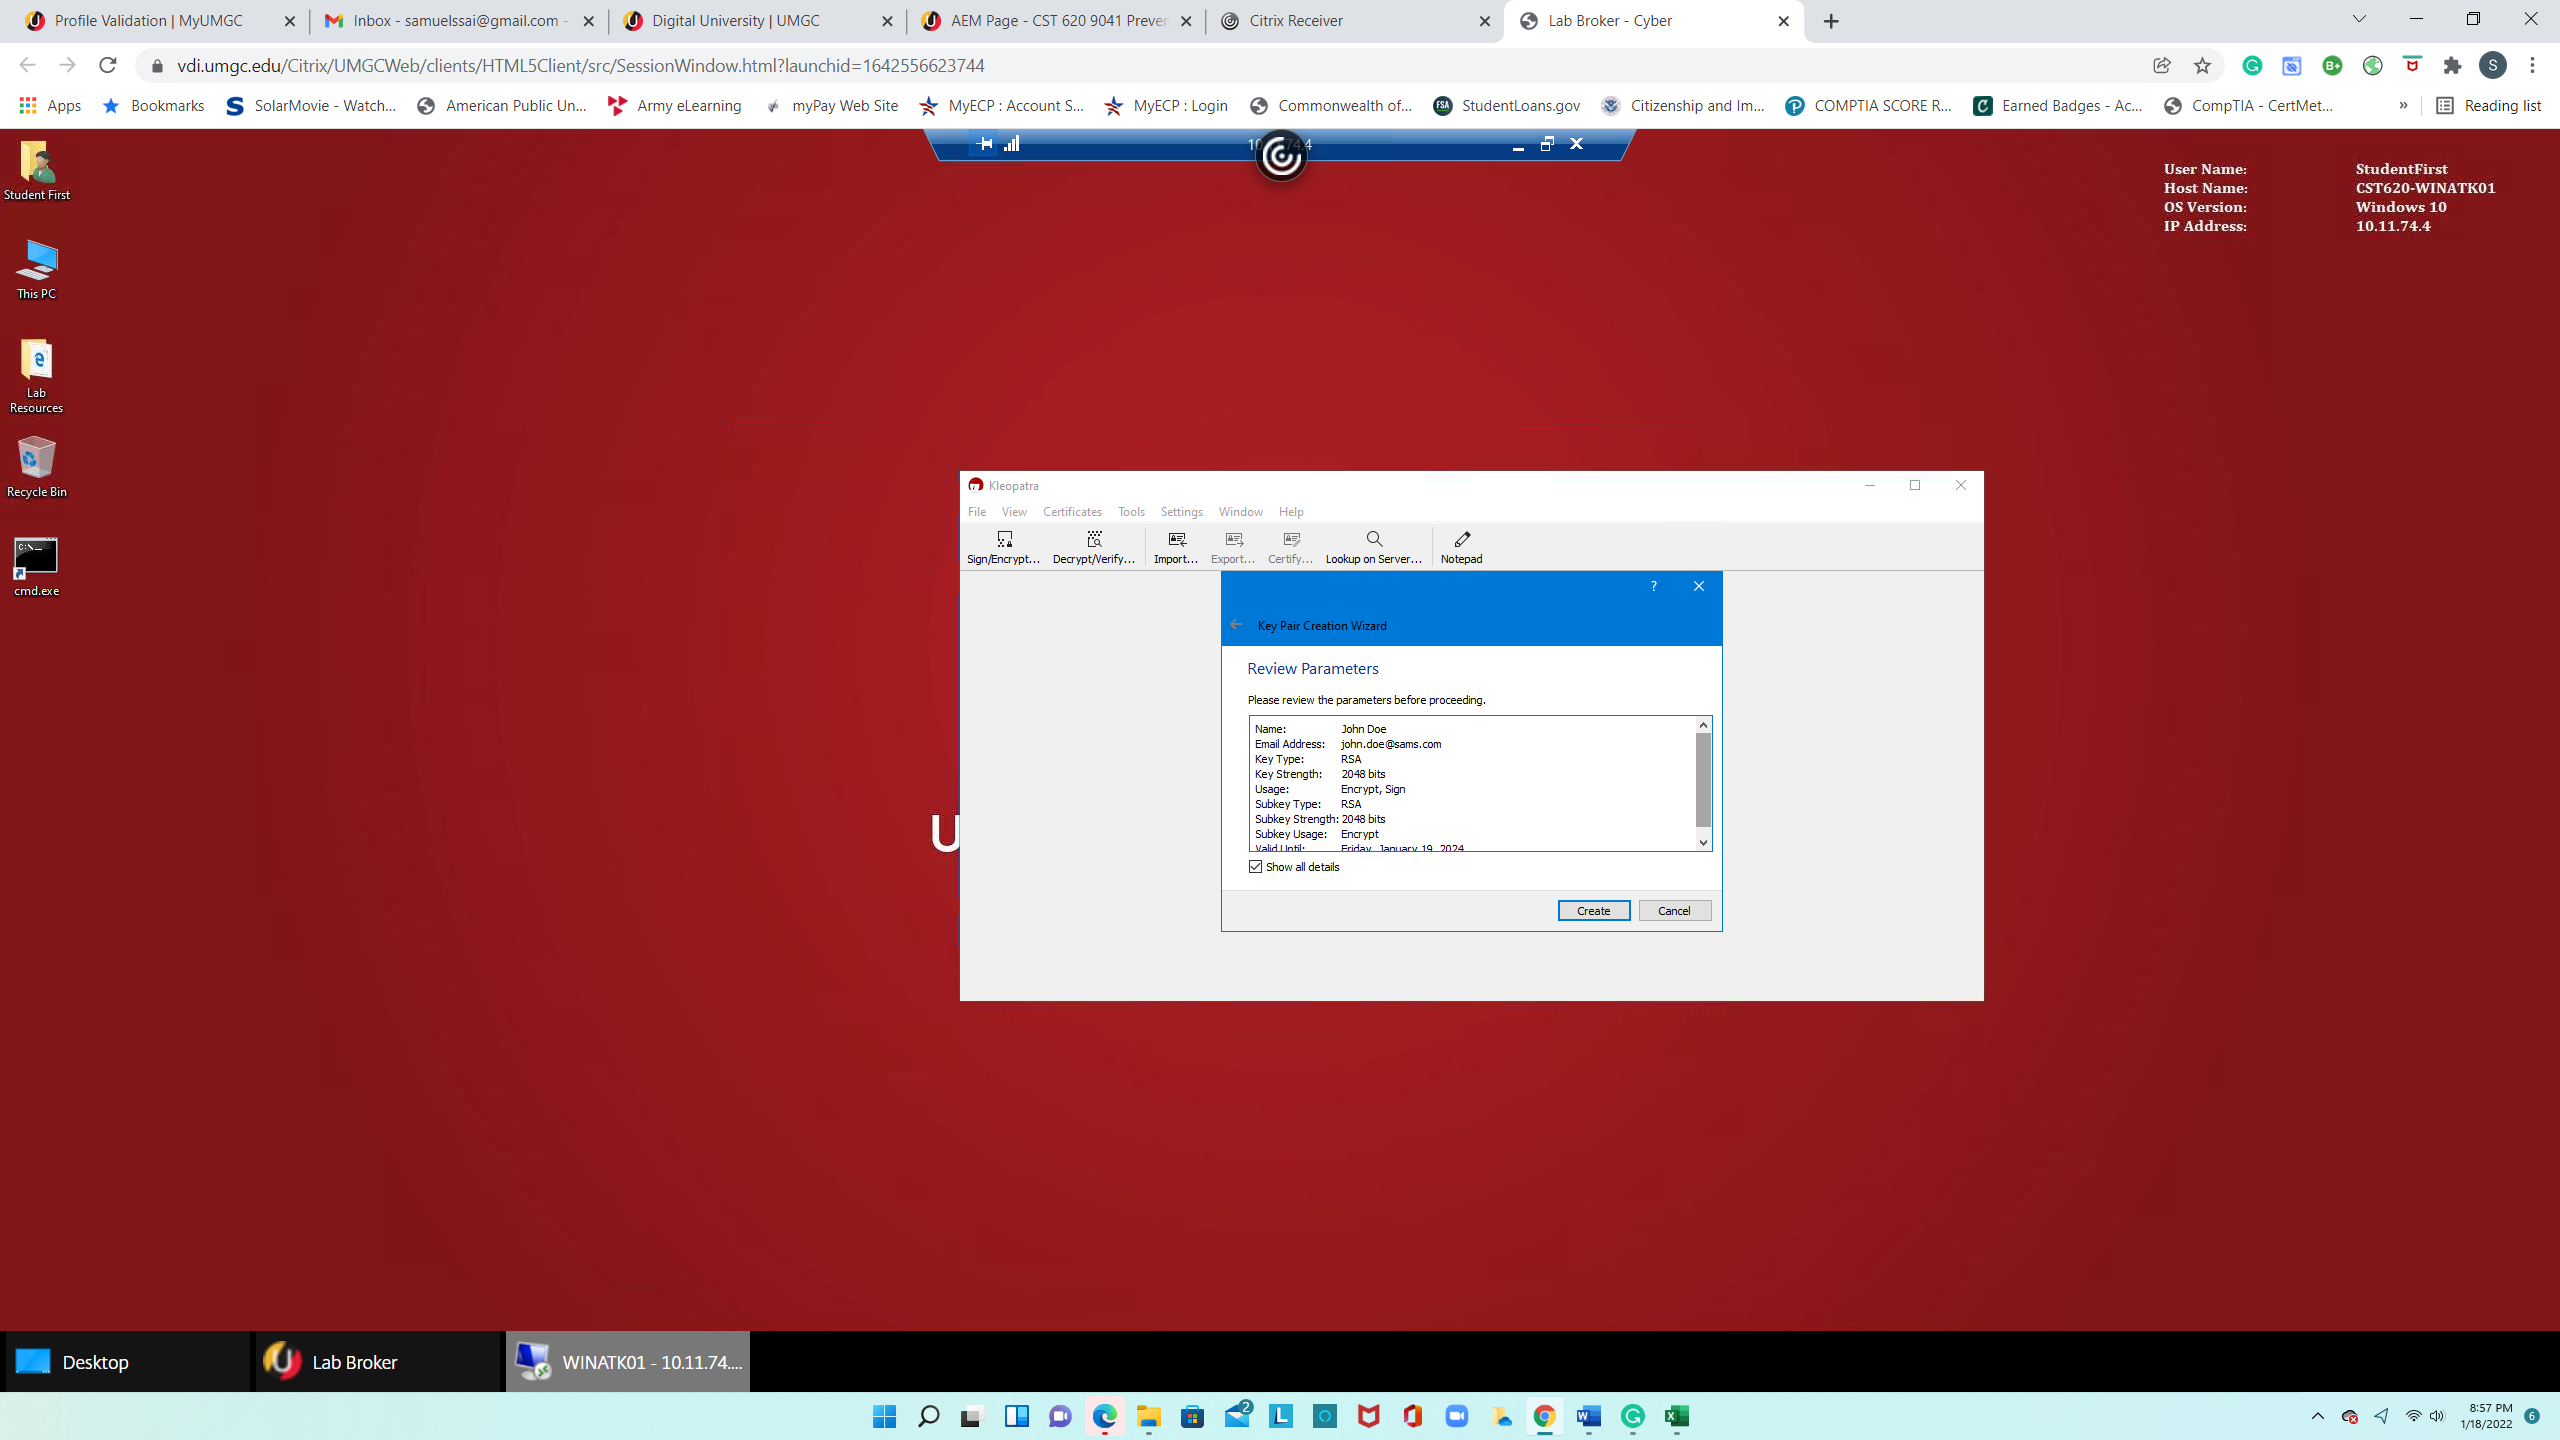 Profile Validation | MyUMGC
Inbox - samuelssai@gmail.com -
Digital University | UMGC
AEM Page - CST 620 9041 Preven
Citrix Receiver
Lab Broker - Cyber
vdi.umgc.edu/Citrix/UMGCWeb/clients/HTML5Client/src/SessionWindow.html?launchid=1642556623744
S
Apps
Bookmarks
SolarMovie - Watch...
American Public Un...
Army eLearning
myPay Web Site
MyECP : Account S...
MyECP : Login
Commonwealth of...
StudentLoans.gov
Citizenship and Im...
COMPTIA SCORE R...
Earned Badges - Ac...
CompTIA - CertMet...
»
Reading list
Student First
This PC
Lab
Resources
Recycle Bin
cmd.exe
User Name: StudentFirst
Host Name: CST620-WINATK01
OS Version: Windows 10
IP Address: 10.11.74.4
U
Kleopatra
File View Certificates Tools Settings Window Help
Sign/Encrypt... Decrypt/Verify... Import... Export... Certify... Lookup on Server... Notepad
?
Key Pair Creation Wizard
Review Parameters
Please review the parameters before proceeding.
Name: John Doe
Email Address: john.doe@sams.com
Key Type: RSA
Key Strength: 2048 bits
Usage: Encrypt, Sign
Subkey Type: RSA
Subkey Strength: 2048 bits
Subkey Usage: Encrypt
Valid Until: Friday, January 19, 2024
Show all details
Create Cancel
Desktop
Lab Broker
WINATK01 - 10.11.74....
2
8:57 PM
1/18/2022
6